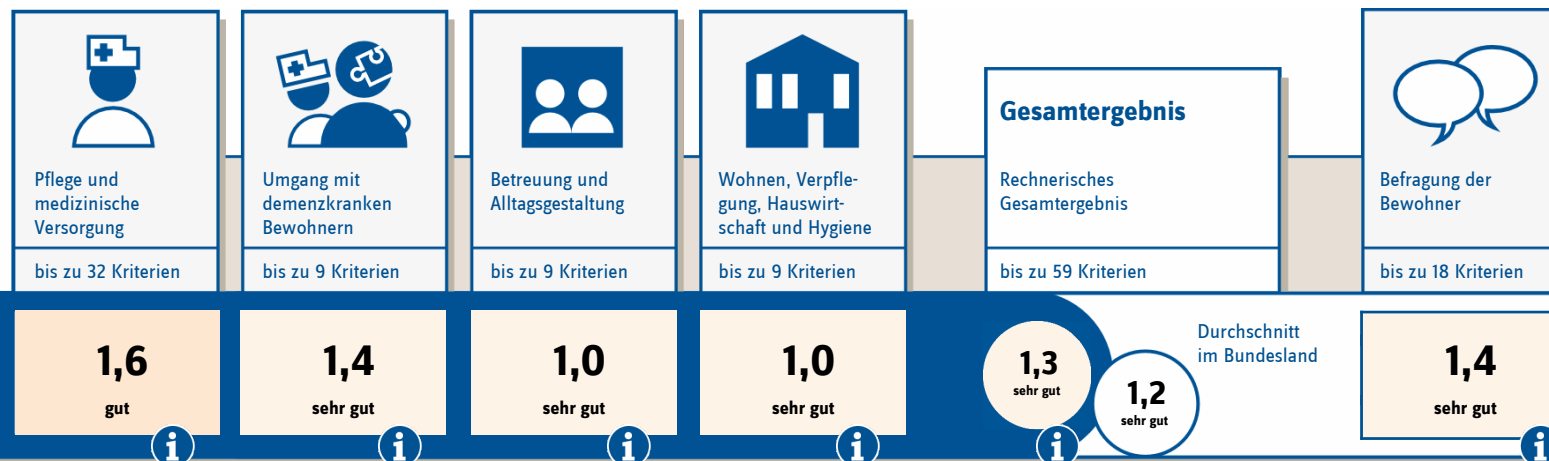 Pflege und
medizinische
Versorgung
bis zu 32 Kriterien
1,6
gut
i
Umgang mit
demenzkranken
Bewohnern
bis zu 9 Kriterien
1,4
sehr gut
i
Betreuung und
Alltagsgestaltung
bis zu 9 Kriterien
1,0
sehr gut
i
Wohnen, Verpfle-
gung, Hauswirt-
schaft und Hygiene
bis zu 9 Kriterien
1,0
sehr gut
i
Gesamtergebnis
Rechnerisches
Gesamtergebnis
bis zu 59 Kriterien
1,3
sehr gut
i
Durchschnitt
im Bundesland
1,2
sehr gut
Befragung der
Bewohner
bis zu 18 Kriterien
1,4
sehr gut
i